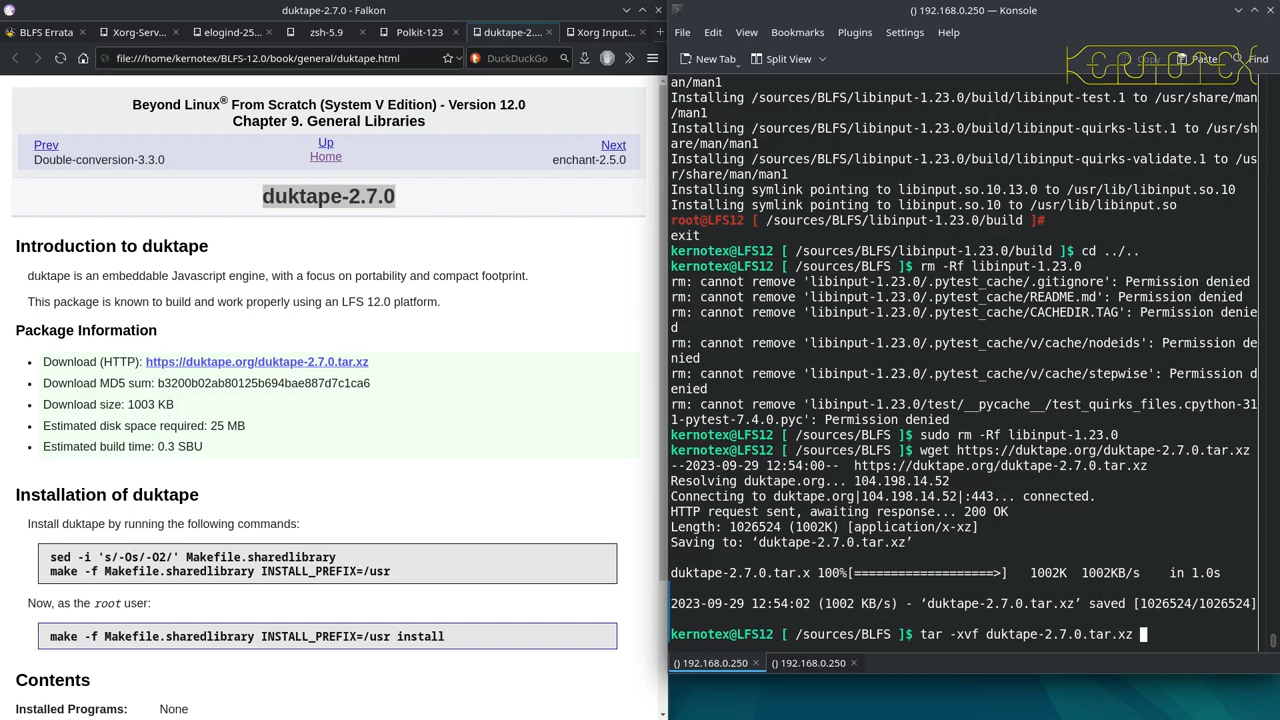 duktape-2.7.0 - Falkon
BLFS Errata
Xorg-Serv...
elogind-25...
zsh-5.9
Polkit-123
duktape-2....
Xorg Input...
file:///home/kernotex/BLFS-12.0/book/general/duktape.html
DuckDuckGo
Beyond Linux® From Scratch (System V Edition) - Version 12.0
Chapter 9. General Libraries
Prev
Up
Next
Double-conversion-3.3.0
Home
enchant-2.5.0
duktape-2.7.0
Introduction to duktape
duktape is an embeddable Javascript engine, with a focus on portability and compact footprint.
This package is known to build and work properly using an LFS 12.0 platform.
Package Information
• Download (HTTP): https://duktape.org/duktape-2.7.0.tar.xz
• Download MD5 sum: b3200b02ab80125b694bae887d7c1ca6
• Download size: 1003 KB
• Estimated disk space required: 25 MB
• Estimated build time: 0.3 SBU
Installation of duktape
Install duktape by running the following commands:
sed -i 's/-Os/-O2/' Makefile.sharedlibrary
make -f Makefile.sharedlibrary INSTALL_PREFIX=/usr
Now, as the root user:
make -f Makefile.sharedlibrary INSTALL_PREFIX=/usr install
Contents
Installed Programs: None
() 192.168.0.250 — Konsole
File Edit View Bookmarks Plugins Settings Help
New Tab Split View Copy Paste Find
KERNOTEX
an/man1
Installing /sources/BLFS/libinput-1.23.0/build/libinput-test.1 to /usr/share/man
/man1
Installing /sources/BLFS/libinput-1.23.0/build/libinput-quirks-list.1 to /usr/sh
are/man/man1
Installing /sources/BLFS/libinput-1.23.0/build/libinput-quirks-validate.1 to /us
r/share/man/man1
Installing symlink pointing to libinput.so.10.13.0 to /usr/lib/libinput.so.10
Installing symlink pointing to libinput.so.10 to /usr/lib/libinput.so
root@LFS12 [ /sources/BLFS/libinput-1.23.0/build ]#
exit
kernotex@LFS12 [ /sources/BLFS/libinput-1.23.0/build ]$ cd ../..
kernotex@LFS12 [ /sources/BLFS ]$ rm -Rf libinput-1.23.0
rm: cannot remove 'libinput-1.23.0/.pytest_cache/.gitignore': Permission denied
rm: cannot remove 'libinput-1.23.0/.pytest_cache/README.md': Permission denied
rm: cannot remove 'libinput-1.23.0/.pytest_cache/CACHEDIR.TAG': Permission denie
d
rm: cannot remove 'libinput-1.23.0/.pytest_cache/v/cache/nodeids': Permission de
nied
rm: cannot remove 'libinput-1.23.0/.pytest_cache/v/cache/stepwise': Permission d
enied
rm: cannot remove 'libinput-1.23.0/test/__pycache__/test_quirks_files.cpython-31
1-pytest-7.4.0.pyc': Permission denied
kernotex@LFS12 [ /sources/BLFS ]$ sudo rm -Rf libinput-1.23.0
kernotex@LFS12 [ /sources/BLFS ]$ wget https://duktape.org/duktape-2.7.0.tar.xz
--2023-09-29 12:54:00-- https://duktape.org/duktape-2.7.0.tar.xz
Resolving duktape.org... 104.198.14.52
Connecting to duktape.org|104.198.14.52|:443... connected.
HTTP request sent, awaiting response... 200 OK
Length: 1026524 (1002K) [application/x-xz]
Saving to: ‘duktape-2.7.0.tar.xz’
duktape-2.7.0.tar.x 100%[===================>] 1002K 1002KB/s in 1.0s
2023-09-29 12:54:02 (1002 KB/s) - ‘duktape-2.7.0.tar.xz’ saved [1026524/1026524]
kernotex@LFS12 [ /sources/BLFS ]$ tar -xvf duktape-2.7.0.tar.xz
() 192.168.0.250
() 192.168.0.250